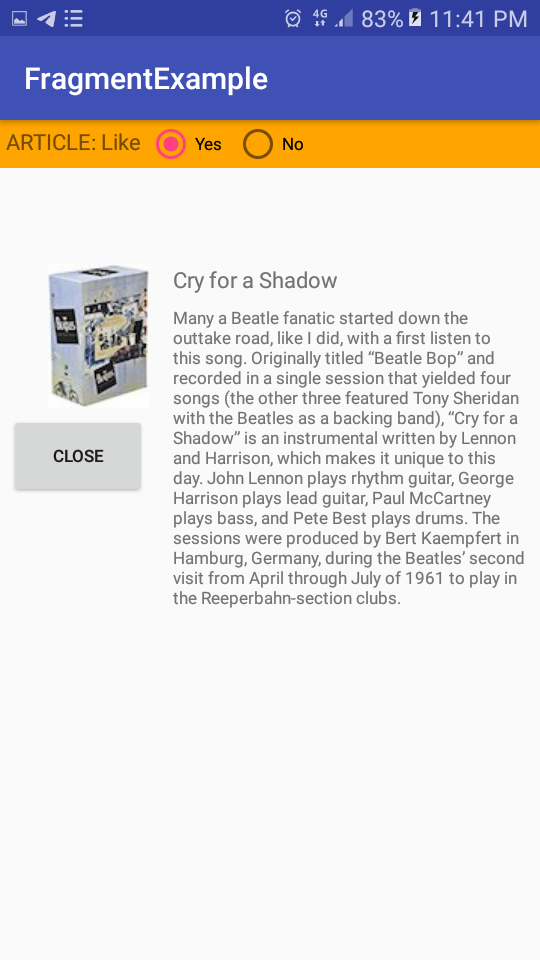 4G 83% 11:41 PM
FragmentExample
ARTICLE: Like Yes No
Cry for a Shadow
Many a Beatle fanatic started down the
outtake road, like I did, with a first listen to
this song. Originally titled “Beatle Bop” and
recorded in a single session that yielded four
songs (the other three featured Tony Sheridan
with the Beatles as a backing band), “Cry for a
Shadow” is an instrumental written by Lennon
and Harrison, which makes it unique to this
day. John Lennon plays rhythm guitar, George
Harrison plays lead guitar, Paul McCartney
plays bass, and Pete Best plays drums. The
sessions were produced by Bert Kaempfert in
Hamburg, Germany, during the Beatles’ second
visit from April through July of 1961 to play in
the Reeperbahn-section clubs.
CLOSE